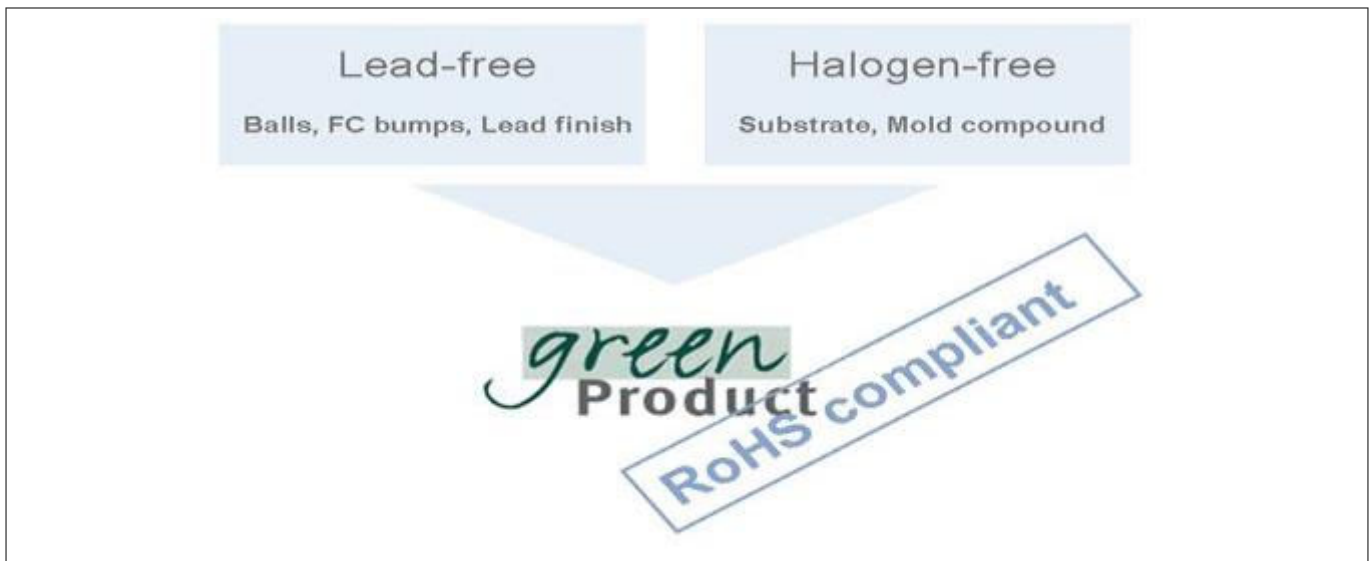 Lead-free
Balls, FC bumps, Lead finish
Halogen-free
Substrate, Mold compound
green
Product
RoHS compliant